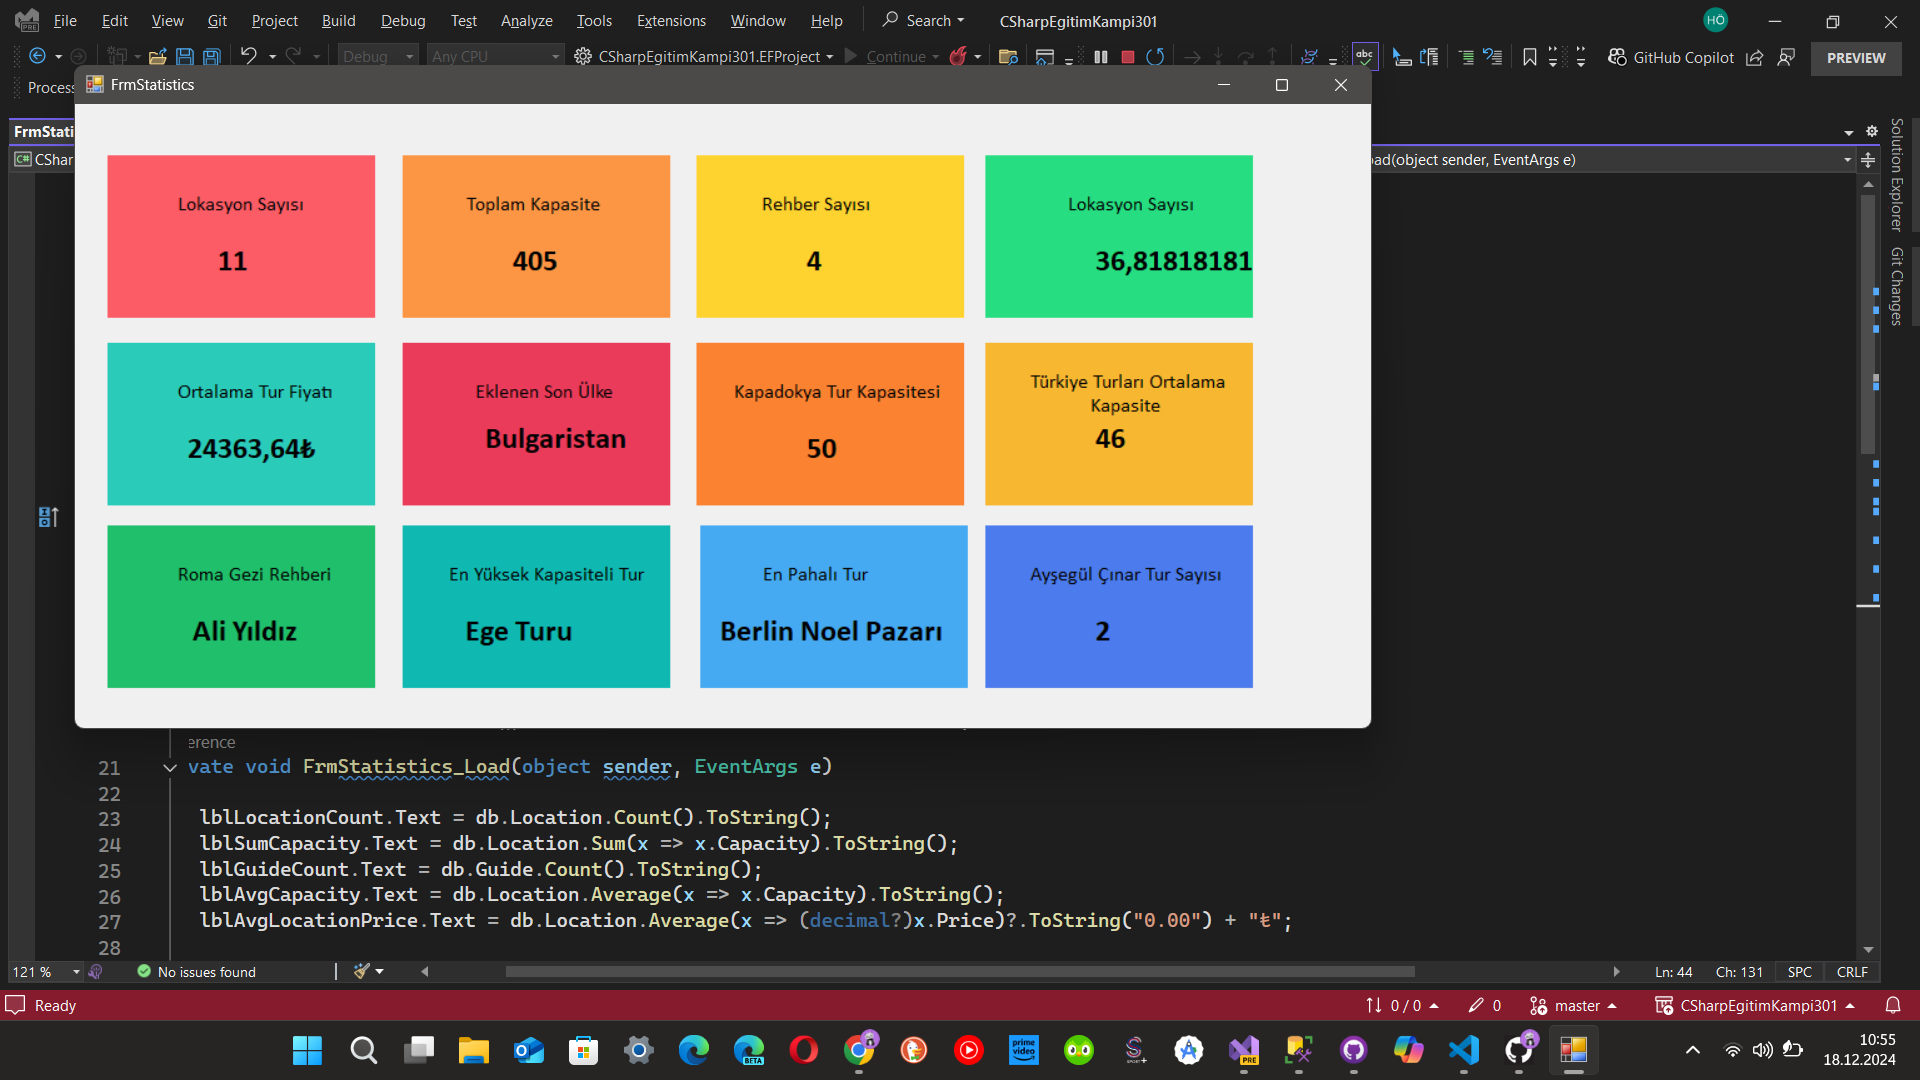 File Edit View Git Project Build Debug Test Analyze Tools Extensions Window Help Search CSharpEgitimKampi301 HÖ
Debug Any CPU CSharpEgitimKampi301.EFProject Continue abc GitHub Copilot PREVIEW
Process
FrmStatistics
FrmStati
CShar
oad(object sender, EventArgs e)
Solution Explorer
Git Changes
Lokasyon Sayısı
11
Toplam Kapasite
405
Rehber Sayısı
4
Lokasyon Sayısı
36,81818181
Ortalama Tur Fiyatı
24363,64₺
Eklenen Son Ülke
Bulgaristan
Kapadokya Tur Kapasitesi
50
Türkiye Turları Ortalama
Kapasite
46
Roma Gezi Rehberi
Ali Yıldız
En Yüksek Kapasiteli Tur
Ege Turu
En Pahalı Tur
Berlin Noel Pazarı
Ayşegül Çınar Tur Sayısı
2
erence
21 vate void FrmStatistics_Load(object sender, EventArgs e)
22
23 lblLocationCount.Text = db.Location.Count().ToString();
24 lblSumCapacity.Text = db.Location.Sum(x => x.Capacity).ToString();
25 lblGuideCount.Text = db.Guide.Count().ToString();
26 lblAvgCapacity.Text = db.Location.Average(x => x.Capacity).ToString();
27 lblAvgLocationPrice.Text = db.Location.Average(x => (decimal?)x.Price)?.ToString("0.00") + "₺";
28
121 % No issues found Ln: 44 Ch: 131 SPC CRLF
Ready 0 / 0 0 master CSharpEgitimKampi301
10:55
18.12.2024
PRE
BETA
prime video
PRE